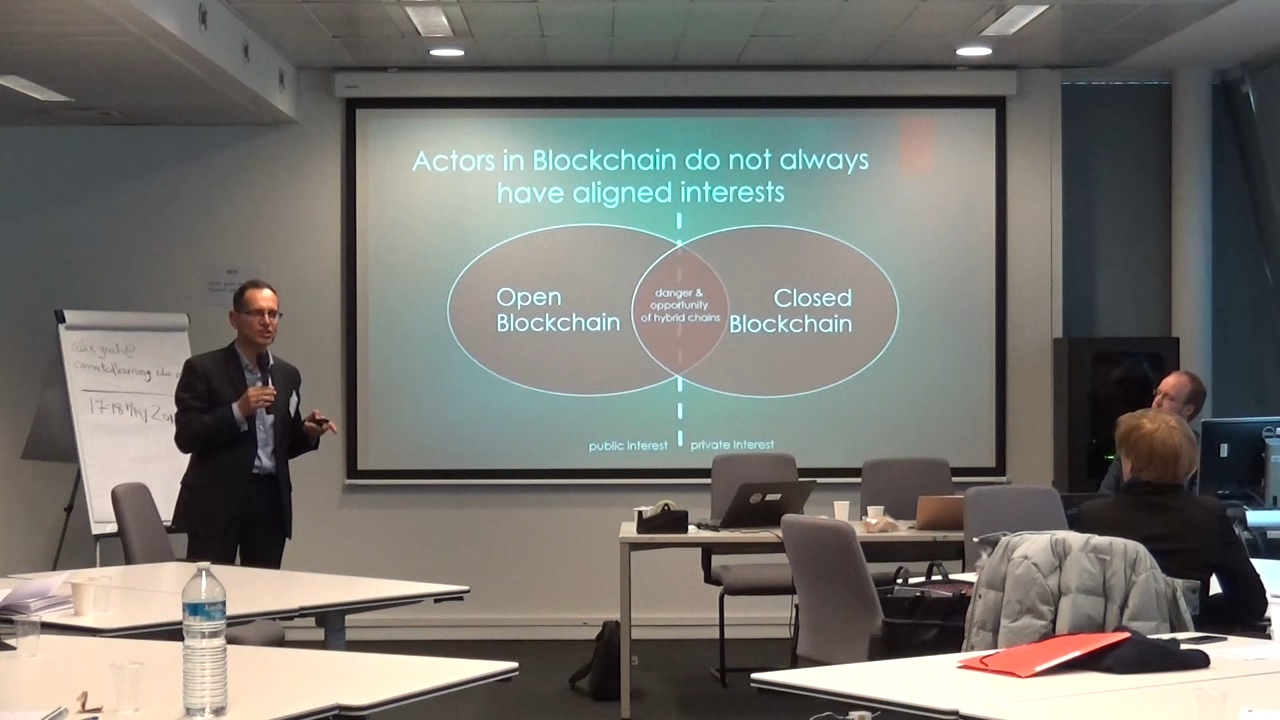 Actors in Blockchain do not always
have aligned interests
Open
Blockchain
danger &
opportunity
of hybrid chains
Closed
Blockchain
public interest
private interest